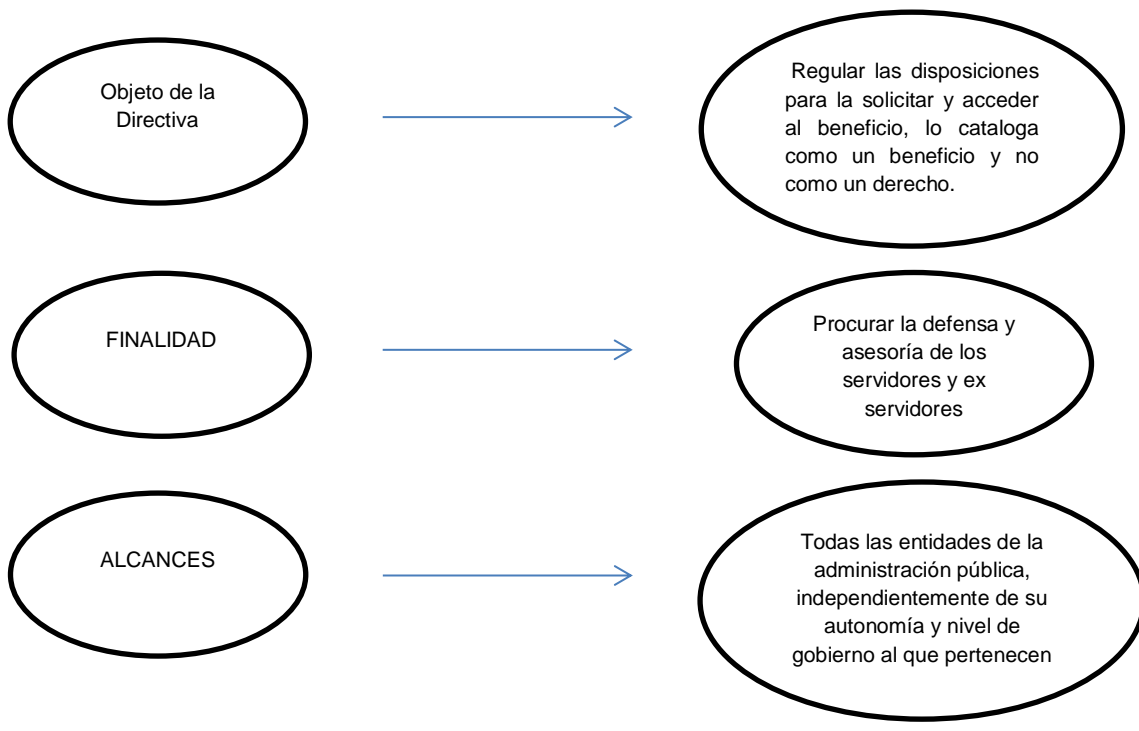 Objeto de la
Directiva
Regular las disposiciones
para la solicitar y acceder
al beneficio, lo cataloga
como un beneficio y no
como un derecho.
FINALIDAD
Procurar la defensa y
asesoría de los
servidores y ex
servidores
ALCANCES
Todas las entidades de la
administración pública,
independientemente de su
autonomía y nivel de
gobierno al que pertenecen